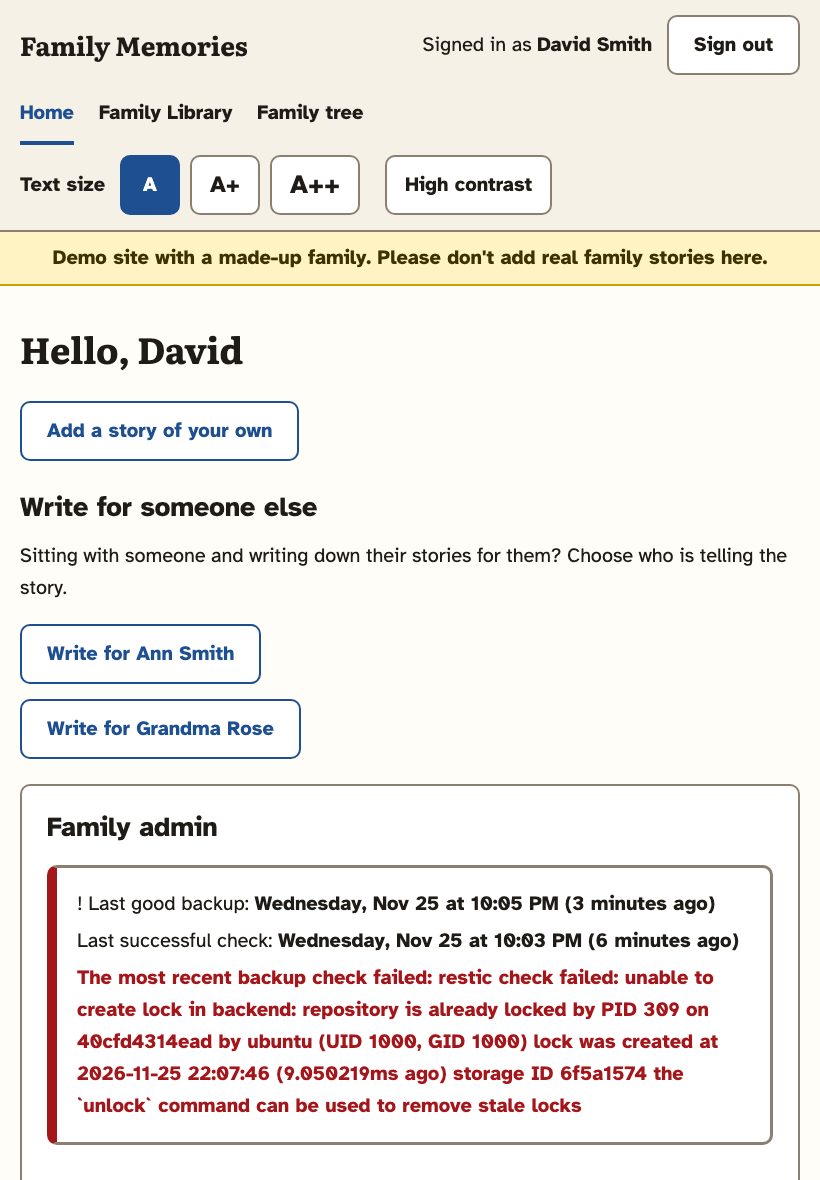 Family Memories
Signed in as David Smith
Sign out
Home
Family Library
Family tree
Text size
A
A+
A++
High contrast
Demo site with a made-up family. Please don't add real family stories here.
Hello, David
Add a story of your own
Write for someone else
Sitting with someone and writing down their stories for them? Choose who is telling the
story.
Write for Ann Smith
Write for Grandma Rose
Family admin
! Last good backup: Wednesday, Nov 25 at 10:05 PM (3 minutes ago)
Last successful check: Wednesday, Nov 25 at 10:03 PM (6 minutes ago)
The most recent backup check failed: restic check failed: unable to
create lock in backend: repository is already locked by PID 309 on
40cfd4314ead by ubuntu (UID 1000, GID 1000) lock was created at
2026-11-25 22:07:46 (9.050219ms ago) storage ID 6f5a1574 the
`unlock` command can be used to remove stale locks